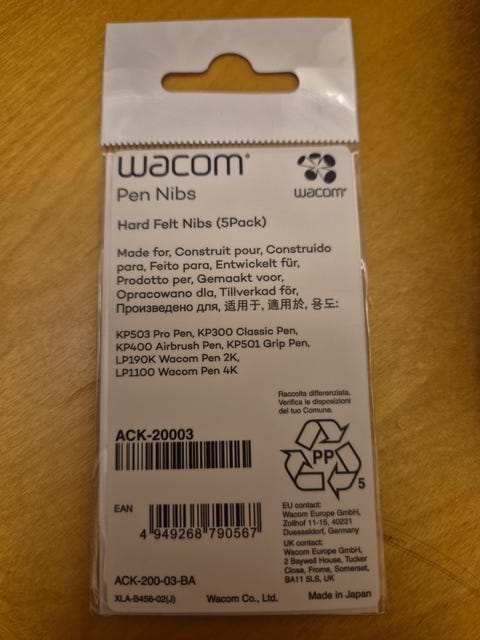 wacom
Pen Nibs
wacom
Hard Felt Nibs (5Pack)
Made for, Construit pour, Construido
para, Feito para, Entwickelt für,
Prodotto per, Gemaakt voor,
Opracowano dla, Tillverkad för,
Произведено для, 适用于, 適用於, 용도:
KP503 Pro Pen, KP300 Classic Pen,
KP400 Airbrush Pen, KP501 Grip Pen,
LP190K Wacom Pen 2K,
LP1100 Wacom Pen 4K
Raccolta differenziata.
Verifica le disposizioni
del tuo Comune.
ACK-20003
PP
5
EAN
4 949268 790567
EU contact:
Wacom Europe GmbH,
Zollhof 11-15, 40221
Duesseldorf, Germany
UK contact:
Wacom Europe GmbH,
2 Baywell House, Tucker
Close, Frome, Somerset,
BA11 5LS, UK
ACK-200-03-BA
XLA-B456-02(J)
Wacom Co., Ltd.
Made in Japan